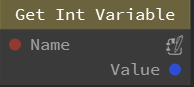 Get Int Variable
Name
Value